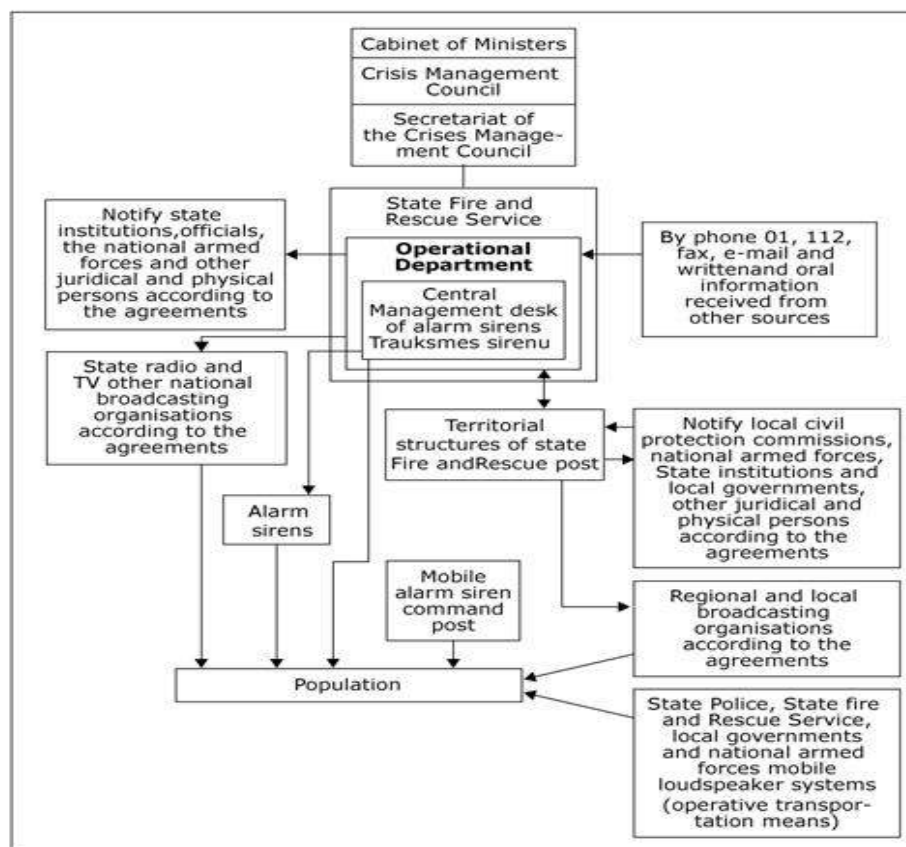 Cabinet of Ministers
Crisis Management
Council
Secretariat of
the Crises Manage-
ment Council
State Fire and
Rescue Service
Operational
Department
Central
Management desk
of alarm sirens
Trauksmes sirenu
Notify state
institutions,officials,
the national armed
forces and other
juridical and physical
persons according to
the agreements
By phone 01, 112,
fax, e-mail and
writtenand oral
information
received from
other sources
State radio and
TV other national
broadcasting
organisations
according to the
agreements
Territorial
structures of state
Fire andRescue post
Notify local civil
protection commissions,
national armed forces,
State institutions and
local governments,
other juridical and
physical persons
according to the
agreements
Alarm
sirens
Mobile
alarm siren
command
post
Regional and local
broadcasting
organisations
according to the
agreements
Population
State Police, State fire
and Rescue Service,
local governments
and national armed
forces mobile
loudspeaker systems
(operative transpor-
tation means)